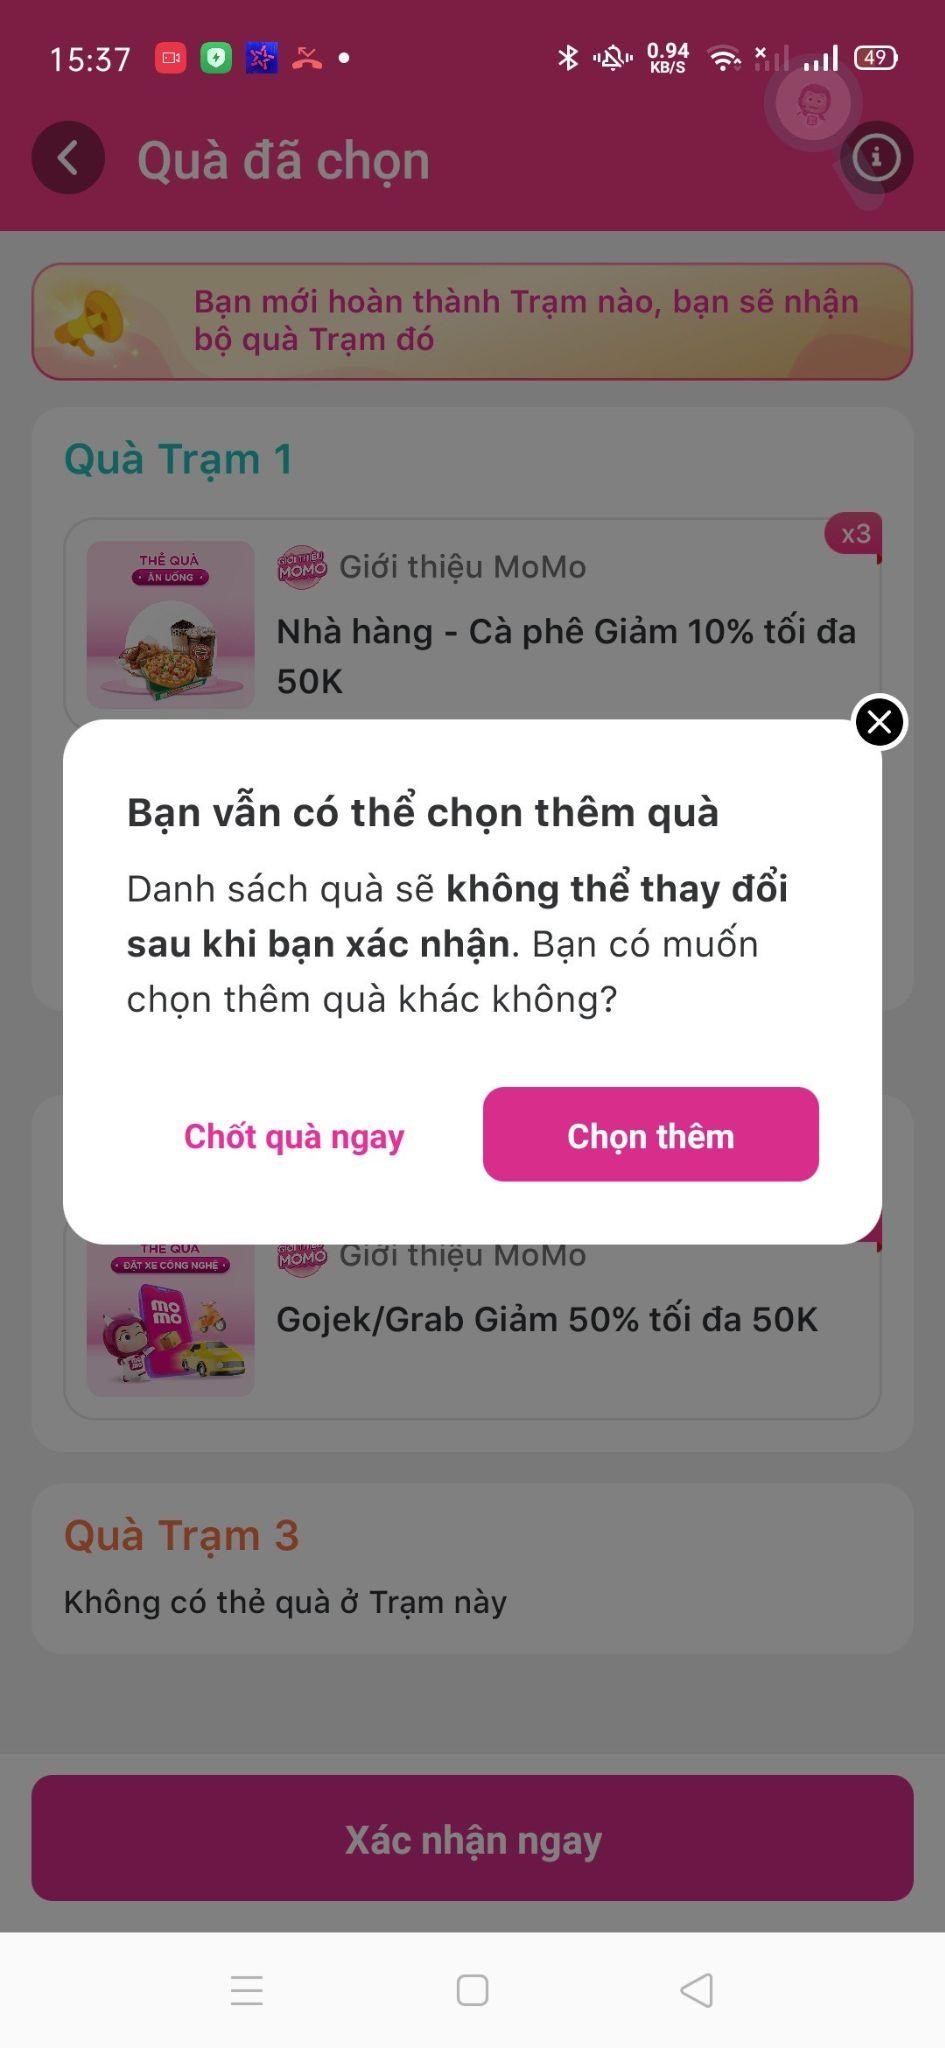 15:37
0.94
KB/S
49
Quà đã chọn
Bạn mới hoàn thành Trạm nào, bạn sẽ nhận
bộ quà Trạm đó
Quà Trạm 1
x3
THẺ QUÀ
ĂN UỐNG
GIỚI THIỆU
MOMO
Giới thiệu MoMo
Nhà hàng - Cà phê Giảm 10% tối đa
50K
Bạn vẫn có thể chọn thêm quà
Danh sách quà sẽ không thể thay đổi
sau khi bạn xác nhận. Bạn có muốn
chọn thêm quà khác không?
Chốt quà ngay
Chọn thêm
THẺ QUÀ
ĐẶT XE CÔNG NGHỆ
mo
mo
GIỚI THIỆU
MOMO
Giới thiệu MoMo
Gojek/Grab Giảm 50% tối đa 50K
Quà Trạm 3
Không có thẻ quà ở Trạm này
Xác nhận ngay